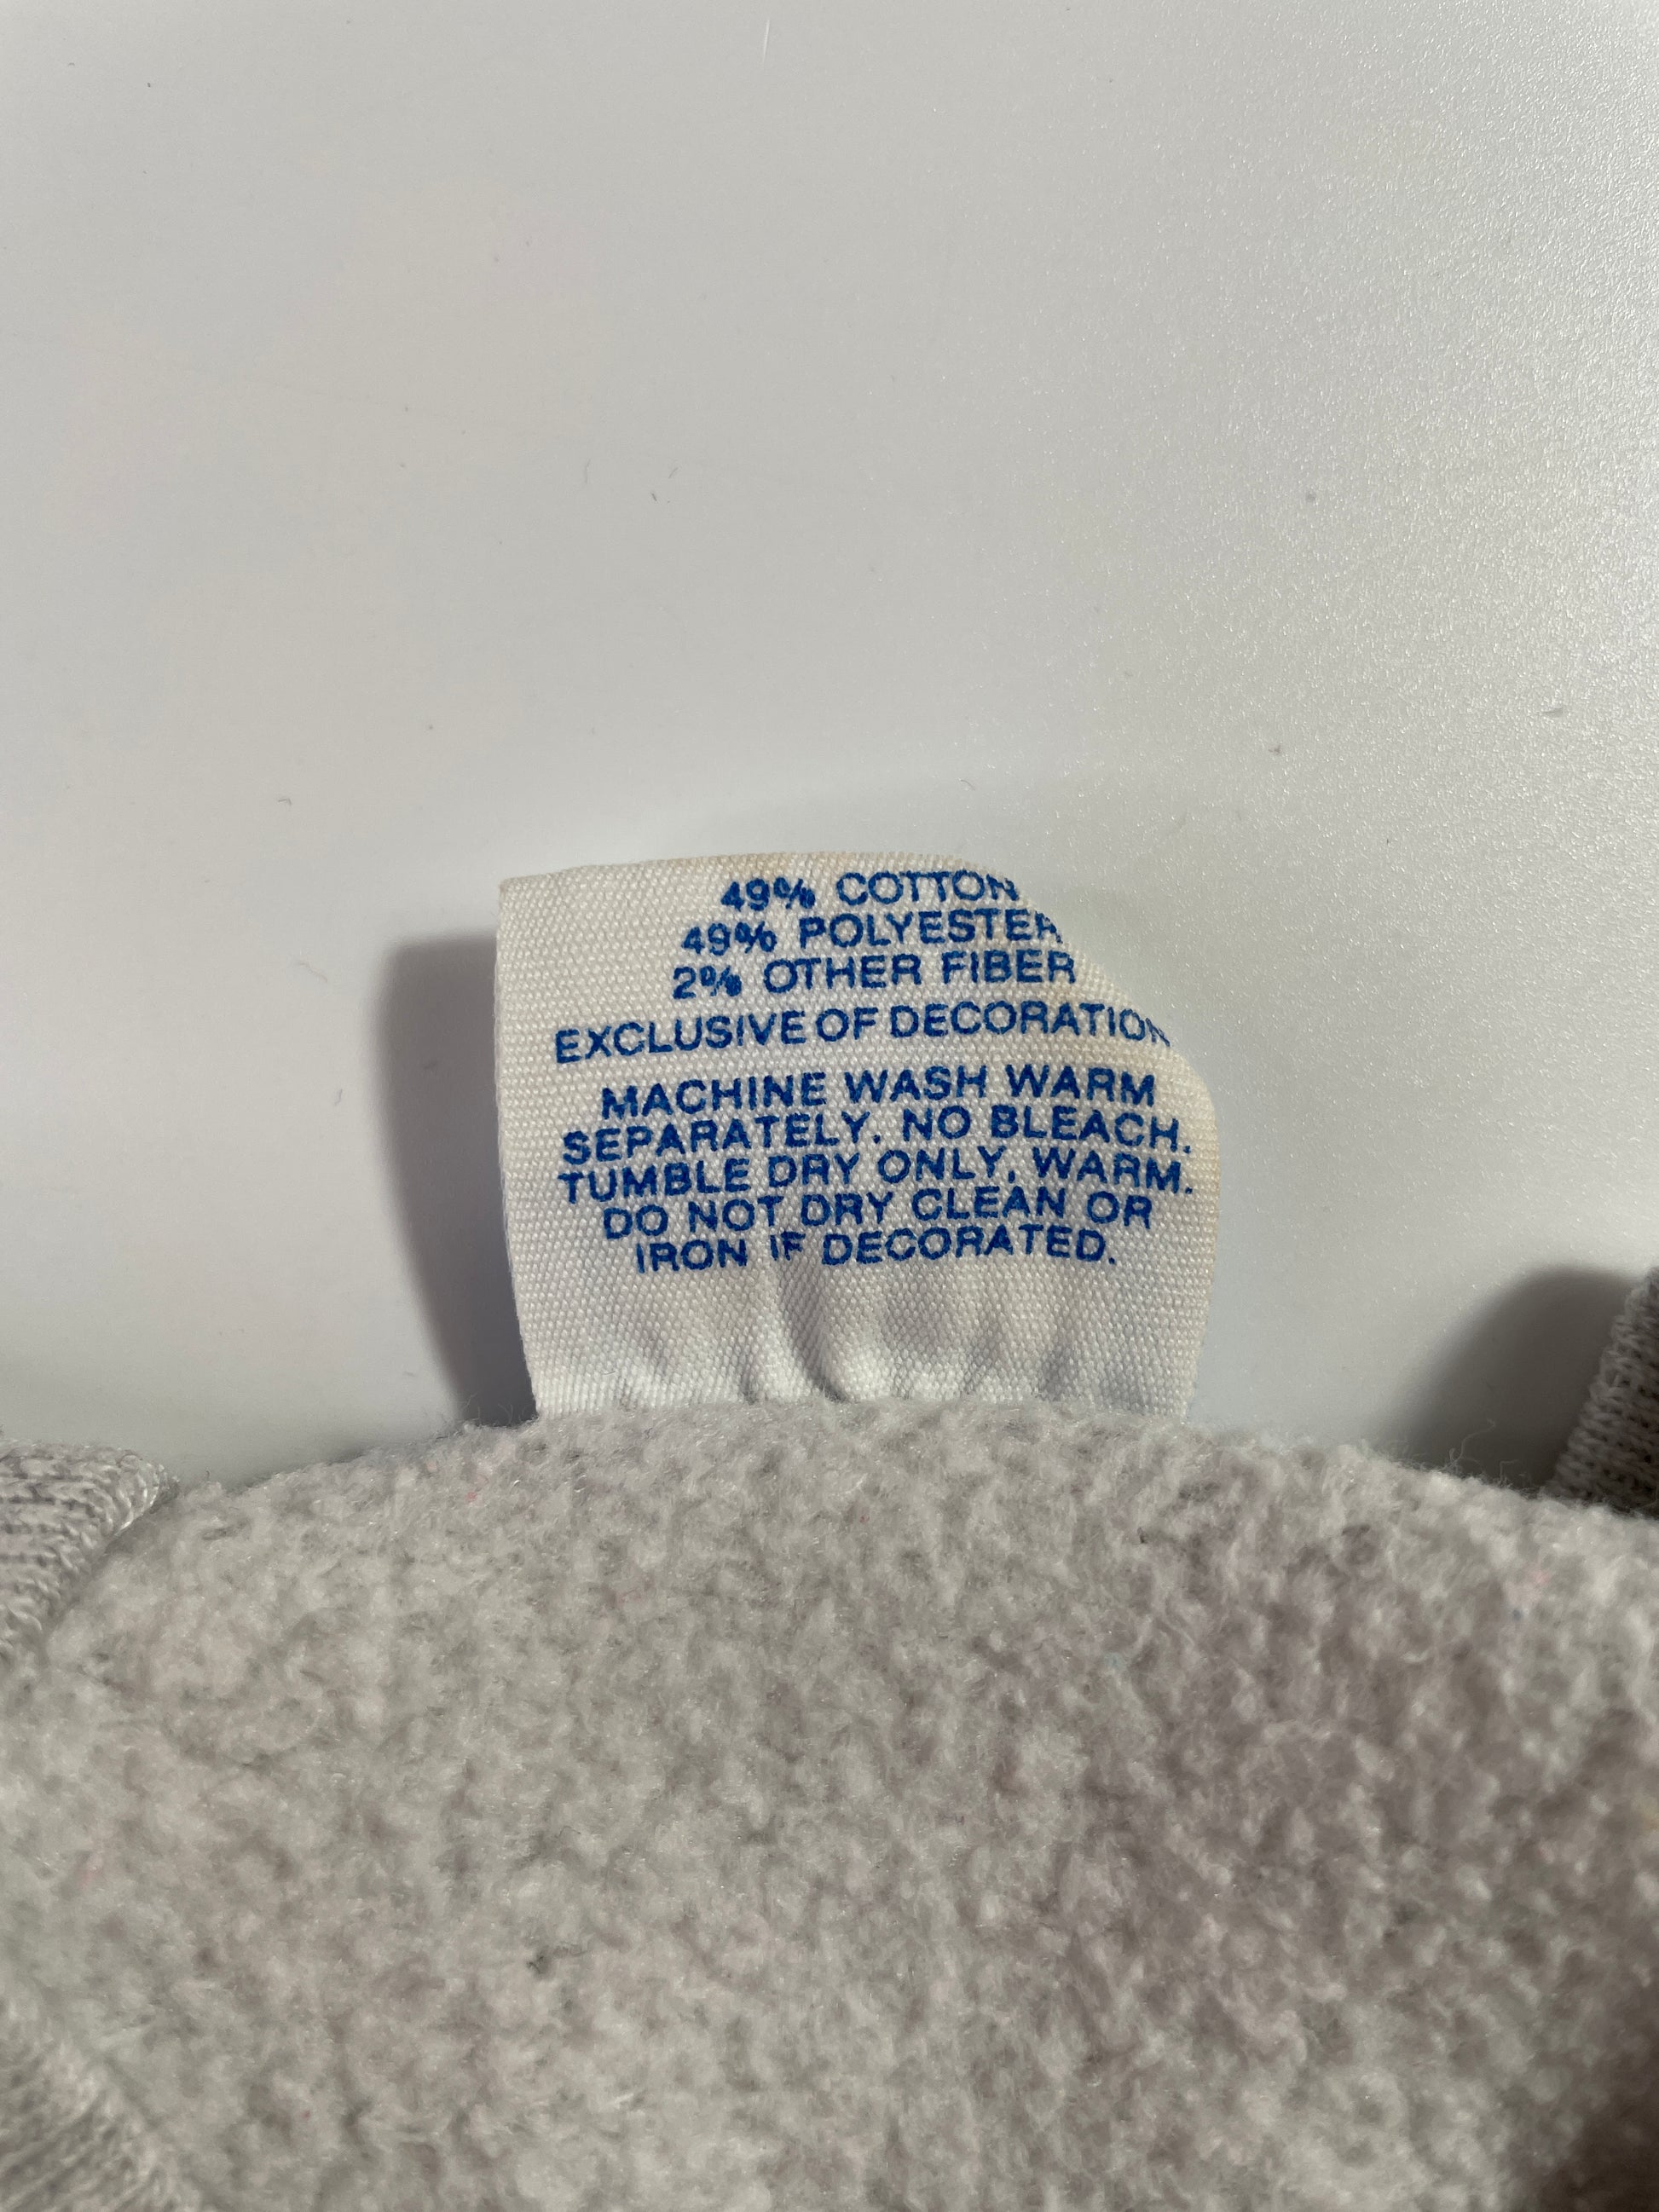 49% COTTON
49% POLYESTER
2% OTHER FIBER
EXCLUSIVE OF DECORATION
MACHINE WASH WARM
SEPARATELY. NO BLEACH.
TUMBLE DRY ONLY, WARM.
DO NOT DRY CLEAN OR
IRON IF DECORATED.